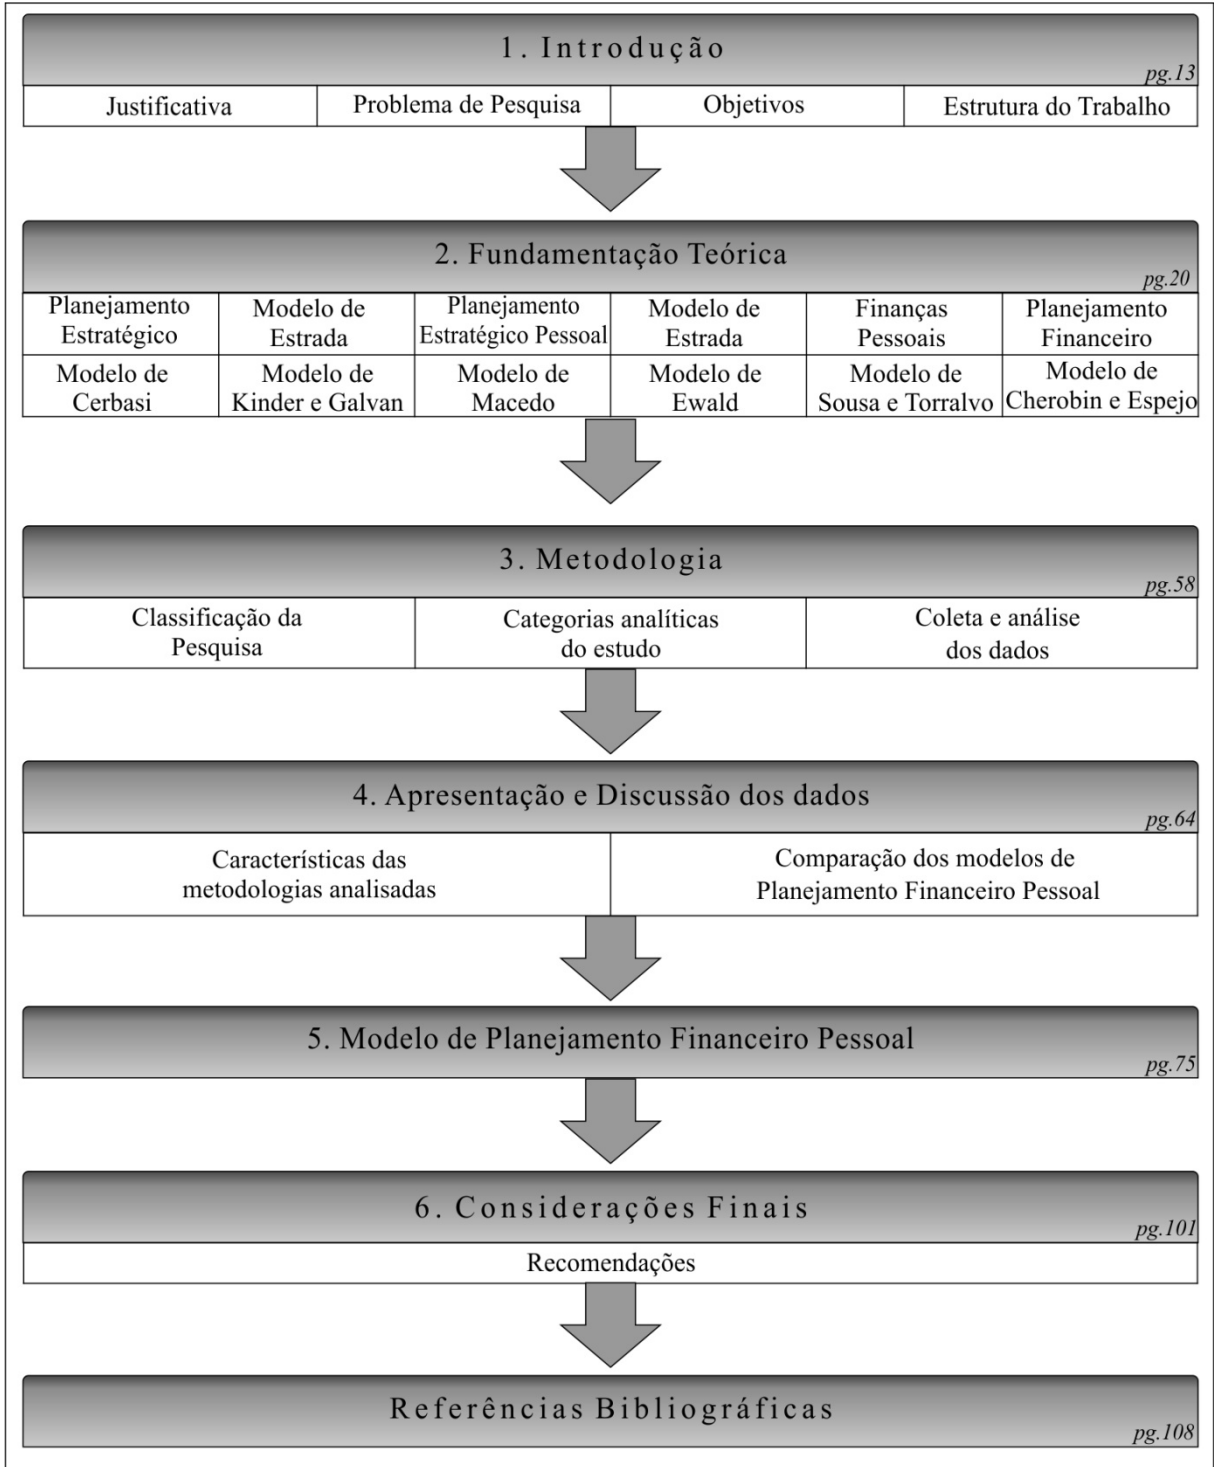 1. Introdução
pg.13
Justificativa
Problema de Pesquisa
Objetivos
Estrutura do Trabalho
2. Fundamentação Teórica
pg.20
Planejamento
Estratégico
Modelo de
Estrada
Planejamento
Estratégico Pessoal
Modelo de
Estrada
Finanças
Pessoais
Planejamento
Financeiro
Modelo de
Cerbasi
Modelo de
Kinder e Galvan
Modelo de
Macedo
Modelo de
Ewald
Modelo de
Sousa e Torralvo
Modelo de
Cherobin e Espejo
3. Metodologia
pg.58
Classificação da
Pesquisa
Categorias analíticas
do estudo
Coleta e análise
dos dados
4. Apresentação e Discussão dos dados
pg.64
Características das
metodologias analisadas
Comparação dos modelos de
Planejamento Financeiro Pessoal
5. Modelo de Planejamento Financeiro Pessoal
pg.75
6. Considerações Finais
pg.101
Recomendações
Referências Bibliográficas
pg.108